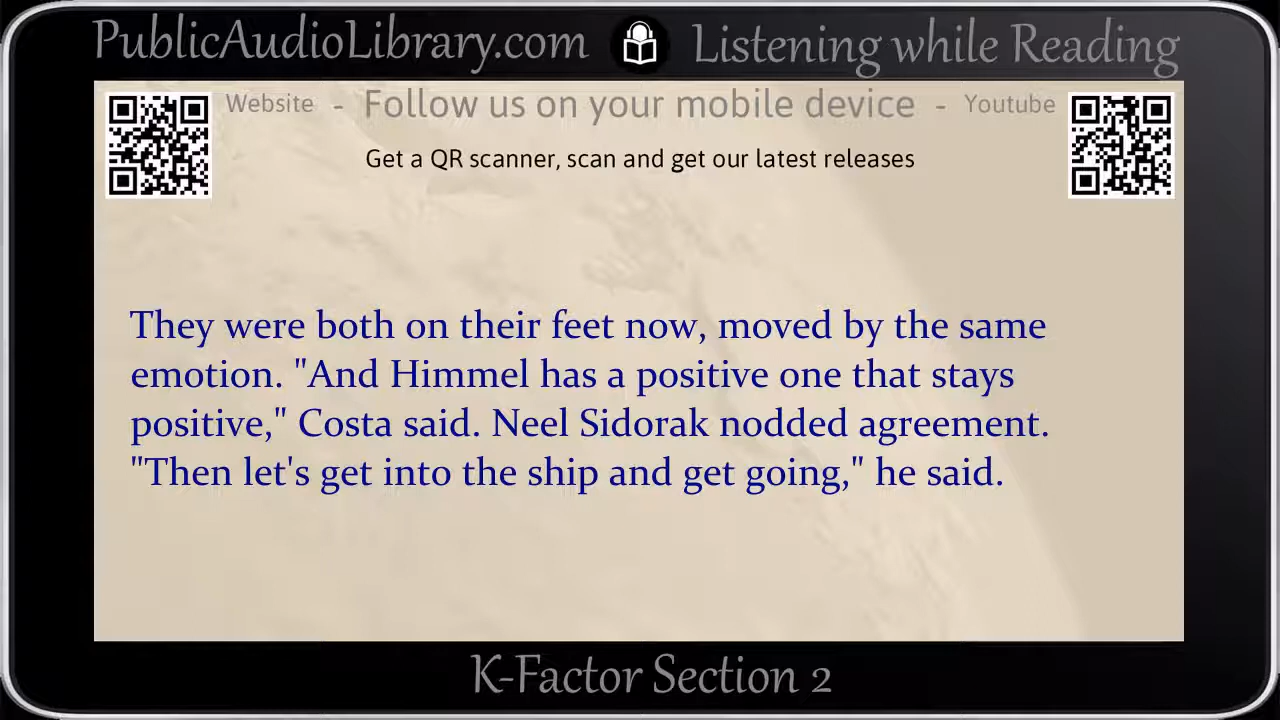 PublicAudioLibrary.com Listening while Reading
Website - Follow us on your mobile device - Youtube
Get a QR scanner, scan and get our latest releases
They were both on their feet now, moved by the same
emotion. "And Himmel has a positive one that stays
positive," Costa said. Neel Sidorak nodded agreement.
"Then let's get into the ship and get going," he said.
K-Factor Section 2